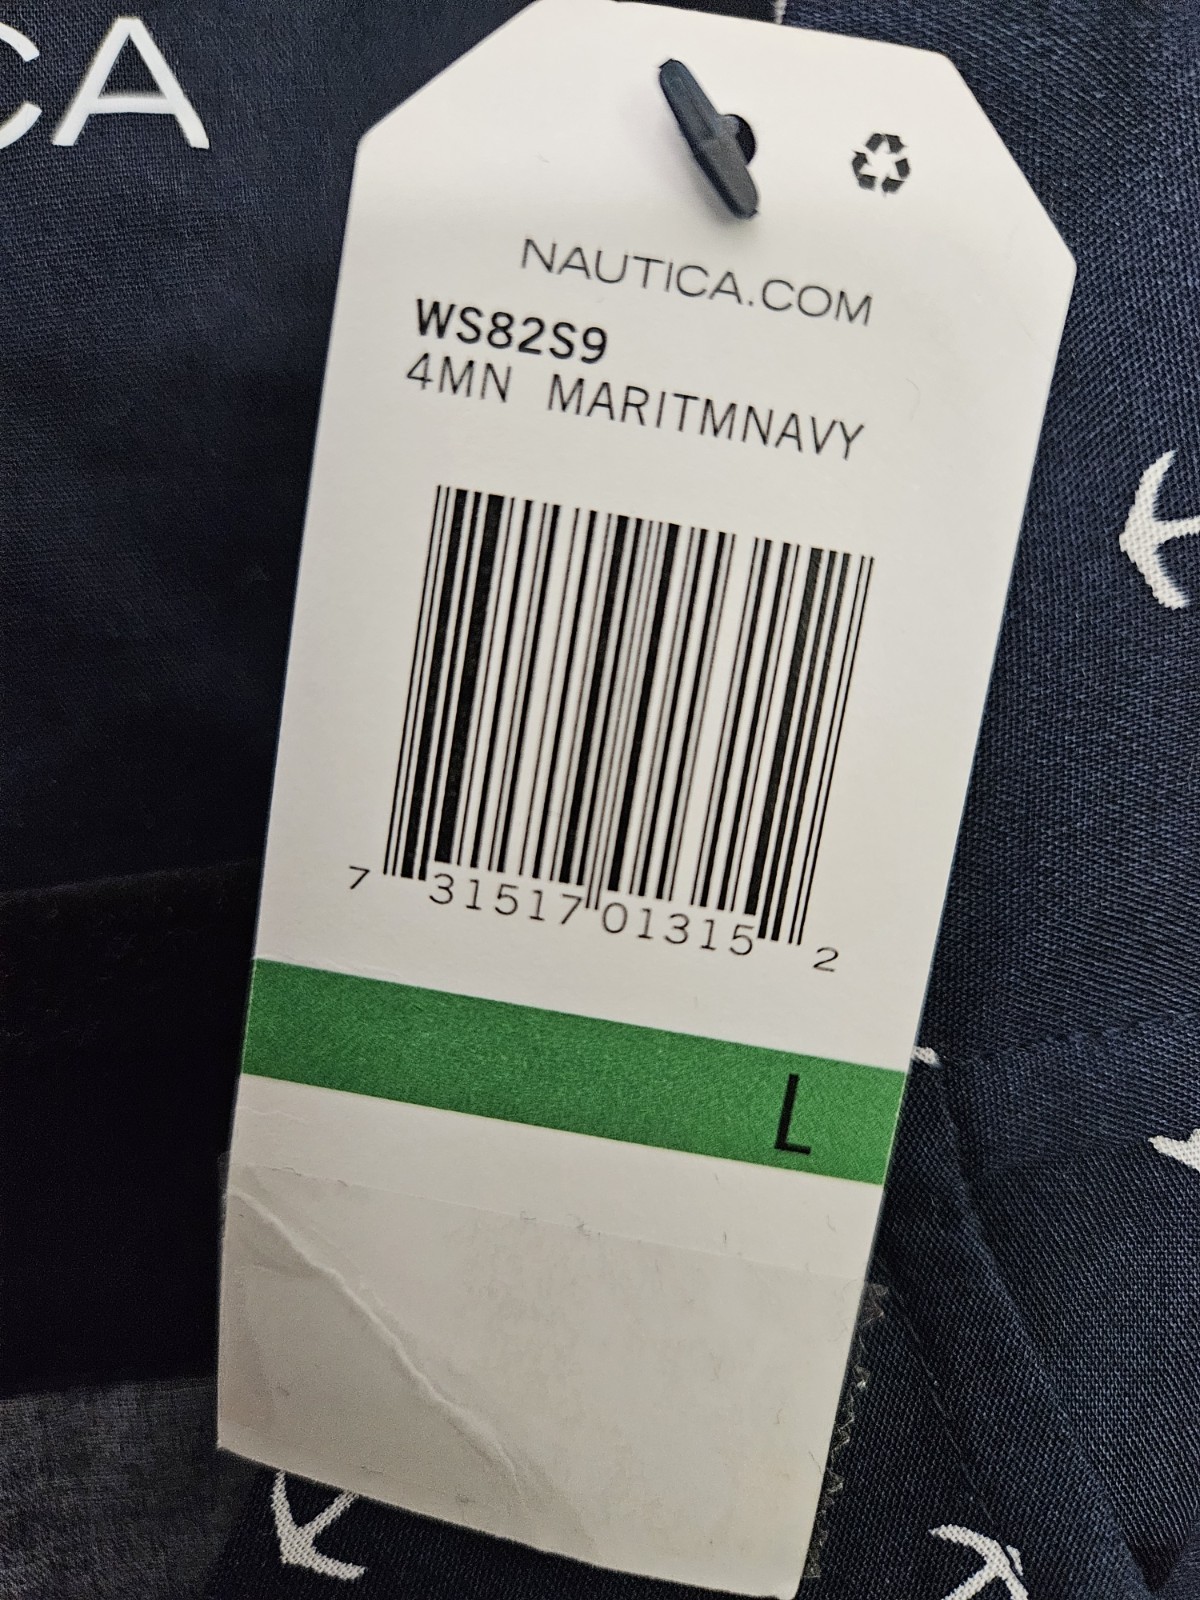 CA
NAUTICA.COM
WS82S9
4MN MARITMNAVY
7 31517 01315 2
L